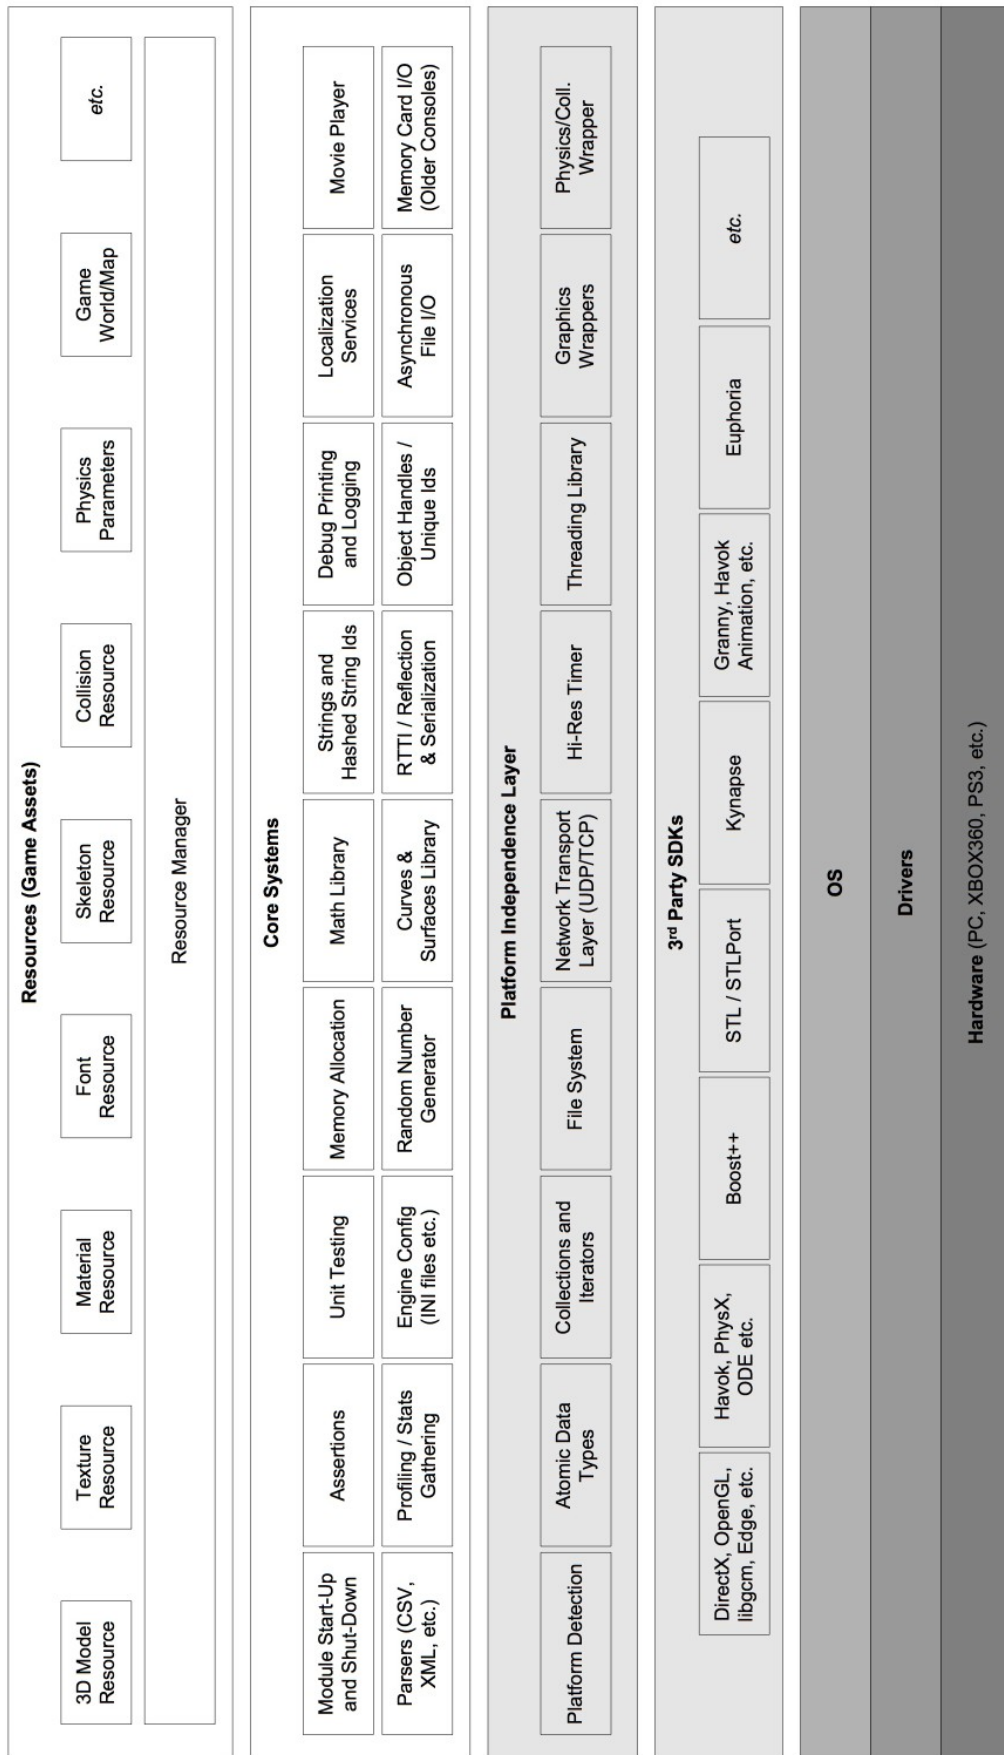 Resources (Game Assets)
3D Model
Resource
Texture
Resource
Material
Resource
Font
Resource
Skeleton
Resource
Collision
Resource
Physics
Parameters
Game
World/Map
etc.
Resource Manager
Core Systems
Module Start-Up
and Shut-Down
Assertions
Unit Testing
Memory Allocation
Math Library
Strings and
Hashed String Ids
Debug Printing
and Logging
Localization
Services
Movie Player
Parsers (CSV,
XML, etc.)
Profiling / Stats
Gathering
Engine Config
(INI files etc.)
Random Number
Generator
Curves &
Surfaces Library
RTTI / Reflection
& Serialization
Object Handles /
Unique Ids
Asynchronous
File I/O
Memory Card I/O
(Older Consoles)
Platform Independence Layer
Platform Detection
Atomic Data
Types
Collections and
Iterators
File System
Network Transport
Layer (UDP/TCP)
Hi-Res Timer
Threading Library
Graphics
Wrappers
Physics/Coll.
Wrapper
3rd Party SDKs
DirectX, OpenGL,
libgcm, Edge, etc.
Havok, PhysX,
ODE etc.
Boost++
STL / STLPort
Kynapse
Granny, Havok
Animation, etc.
Euphoria
etc.
OS
Drivers
Hardware (PC, XBOX360, PS3, etc.)